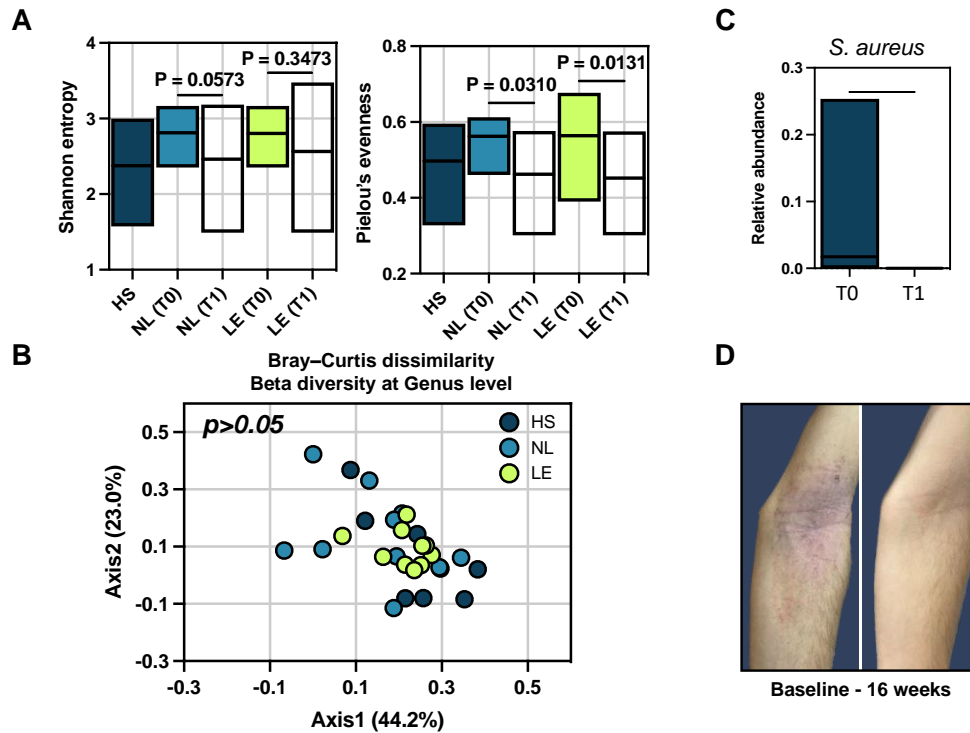 A
4
3
2
1
Shannon entropy
P = 0.0573
P = 0.3473
HS
NL (T0)
NL (T1)
LE (T0)
LE (T1)
0.8
0.6
0.4
0.2
Pielou's evenness
P = 0.0310
P = 0.0131
HS
NL (T0)
NL (T1)
LE (T0)
LE (T1)
C
S. aureus
0.3
0.2
0.1
0.0
Relative abundance
T0
T1
B
Bray–Curtis dissimilarity
Beta diversity at Genus level
p>0.05
HS
NL
LE
0.5
0.3
0.1
-0.1
-0.3
Axis2 (23.0%)
-0.3
-0.1
0.1
0.3
0.5
Axis1 (44.2%)
D
Baseline - 16 weeks